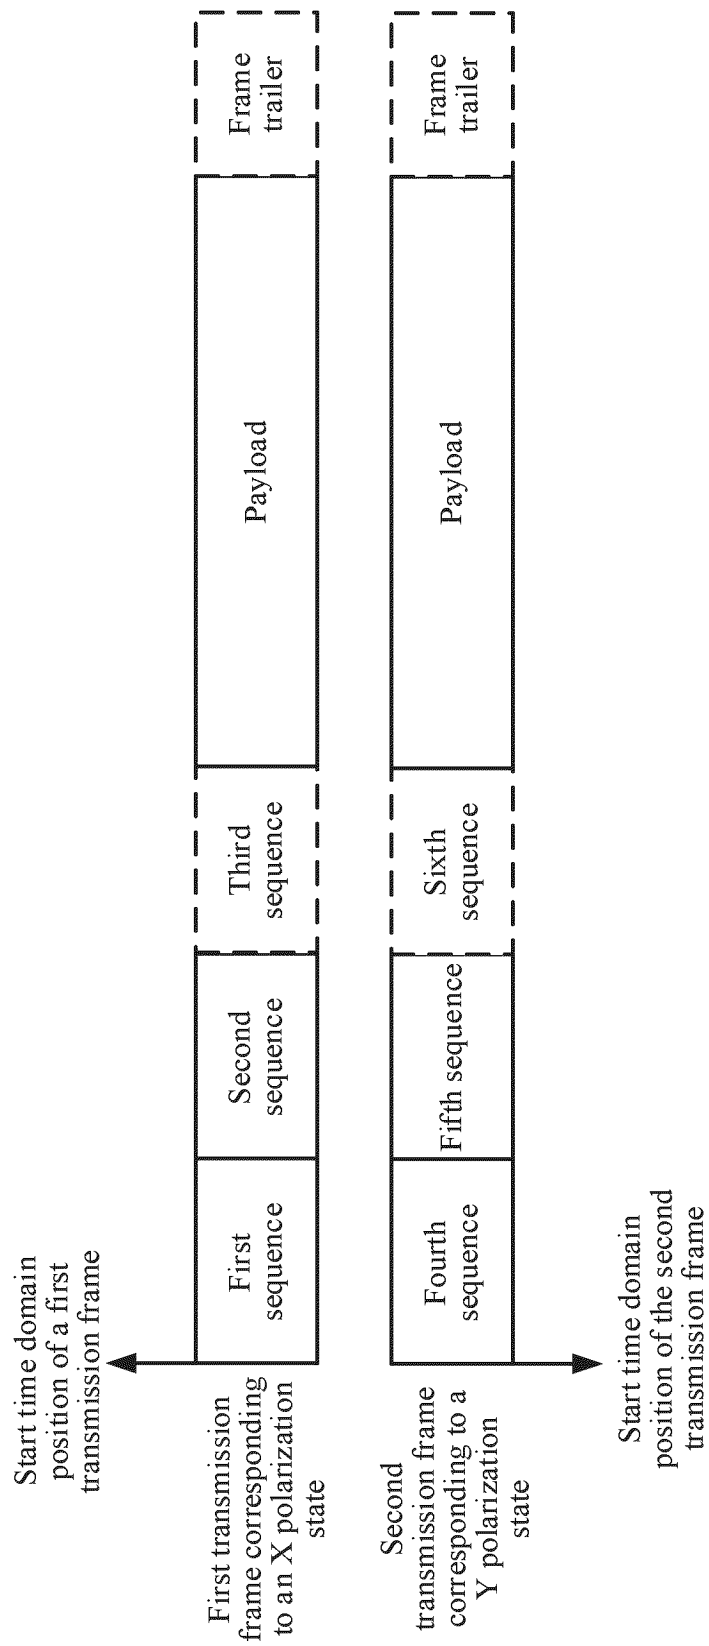 Start time domain
position of a first
transmission frame
First transmission
frame corresponding
to an X polarization
state
First
sequence
Second
sequence
Third
sequence
Payload
Frame
trailer
Second
transmission frame
corresponding to a
Y polarization
state
Fourth
sequence
Fifth sequence
Sixth
sequence
Payload
Frame
trailer
Start time domain
position of the second
transmission frame